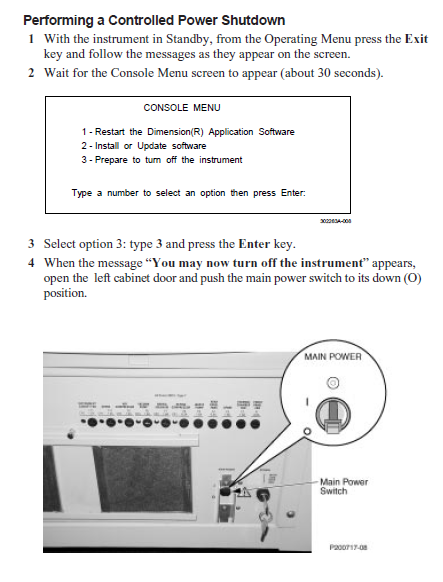 Performing a Controlled Power Shutdown
1 With the instrument in Standby, from the Operating Menu press the Exit
key and follow the messages as they appear on the screen.
2 Wait for the Console Menu screen to appear (about 30 seconds).
CONSOLE MENU
1 - Restart the Dimension(R) Application Software
2 - Install or Update software
3 - Prepare to turn off the instrument
Type a number to select an option then press Enter:
3 Select option 3: type 3 and press the Enter key.
4 When the message “You may now turn off the instrument” appears,
open the left cabinet door and push the main power switch to its down (O)
position.
MAIN POWER
I
O
Main Power
Switch
P200717-08